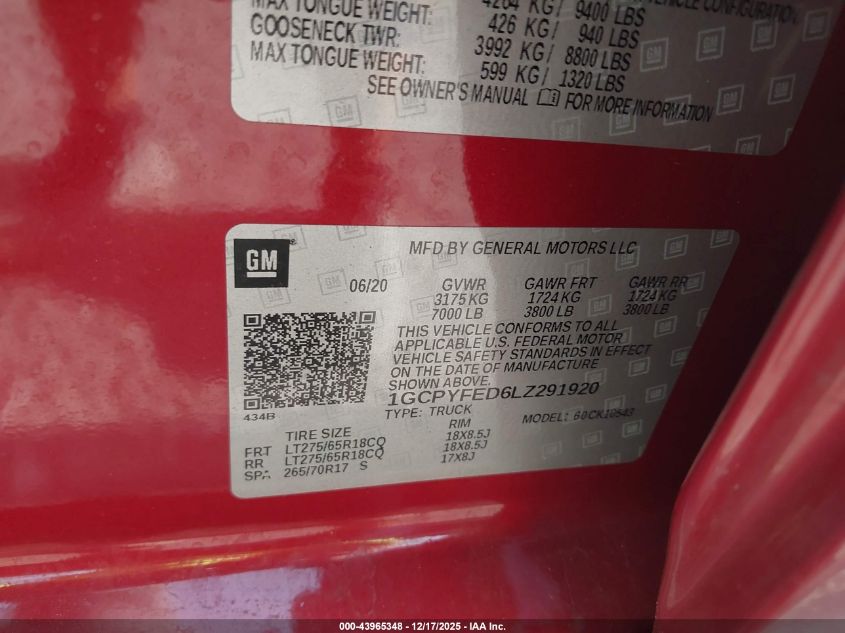 MAX TONGUE WEIGHT: 4264 KG/ 9400 LBS VEHICLE CONFIGURATION
GOOSENECK TWR: 426 KG/ 940 LBS
MAX TONGUE WEIGHT: 3992 KG/ 8800 LBS
599 KG/ 1320 LBS
SEE OWNER'S MANUAL FOR MORE INFORMATION
GM
MFD BY GENERAL MOTORS LLC
06/20 GVWR GAWR FRT GAWR RR
3175 KG 1724 KG 1724 KG
7000 LB 3800 LB 3800 LB
THIS VEHICLE CONFORMS TO ALL
APPLICABLE U.S. FEDERAL MOTOR
VEHICLE SAFETY STANDARDS IN EFFECT
ON THE DATE OF MANUFACTURE
SHOWN ABOVE.
1GCPYFED6LZ291920
434B
TYPE: TRUCK MODEL: 60CK10543
TIRE SIZE RIM
FRT LT275/65R18CQ 18X8.5J
RR LT275/65R18CQ 18X8.5J
SPA 265/70R17 S 17X8J
000-43965348 | 12/17/2025 - IAA Inc.